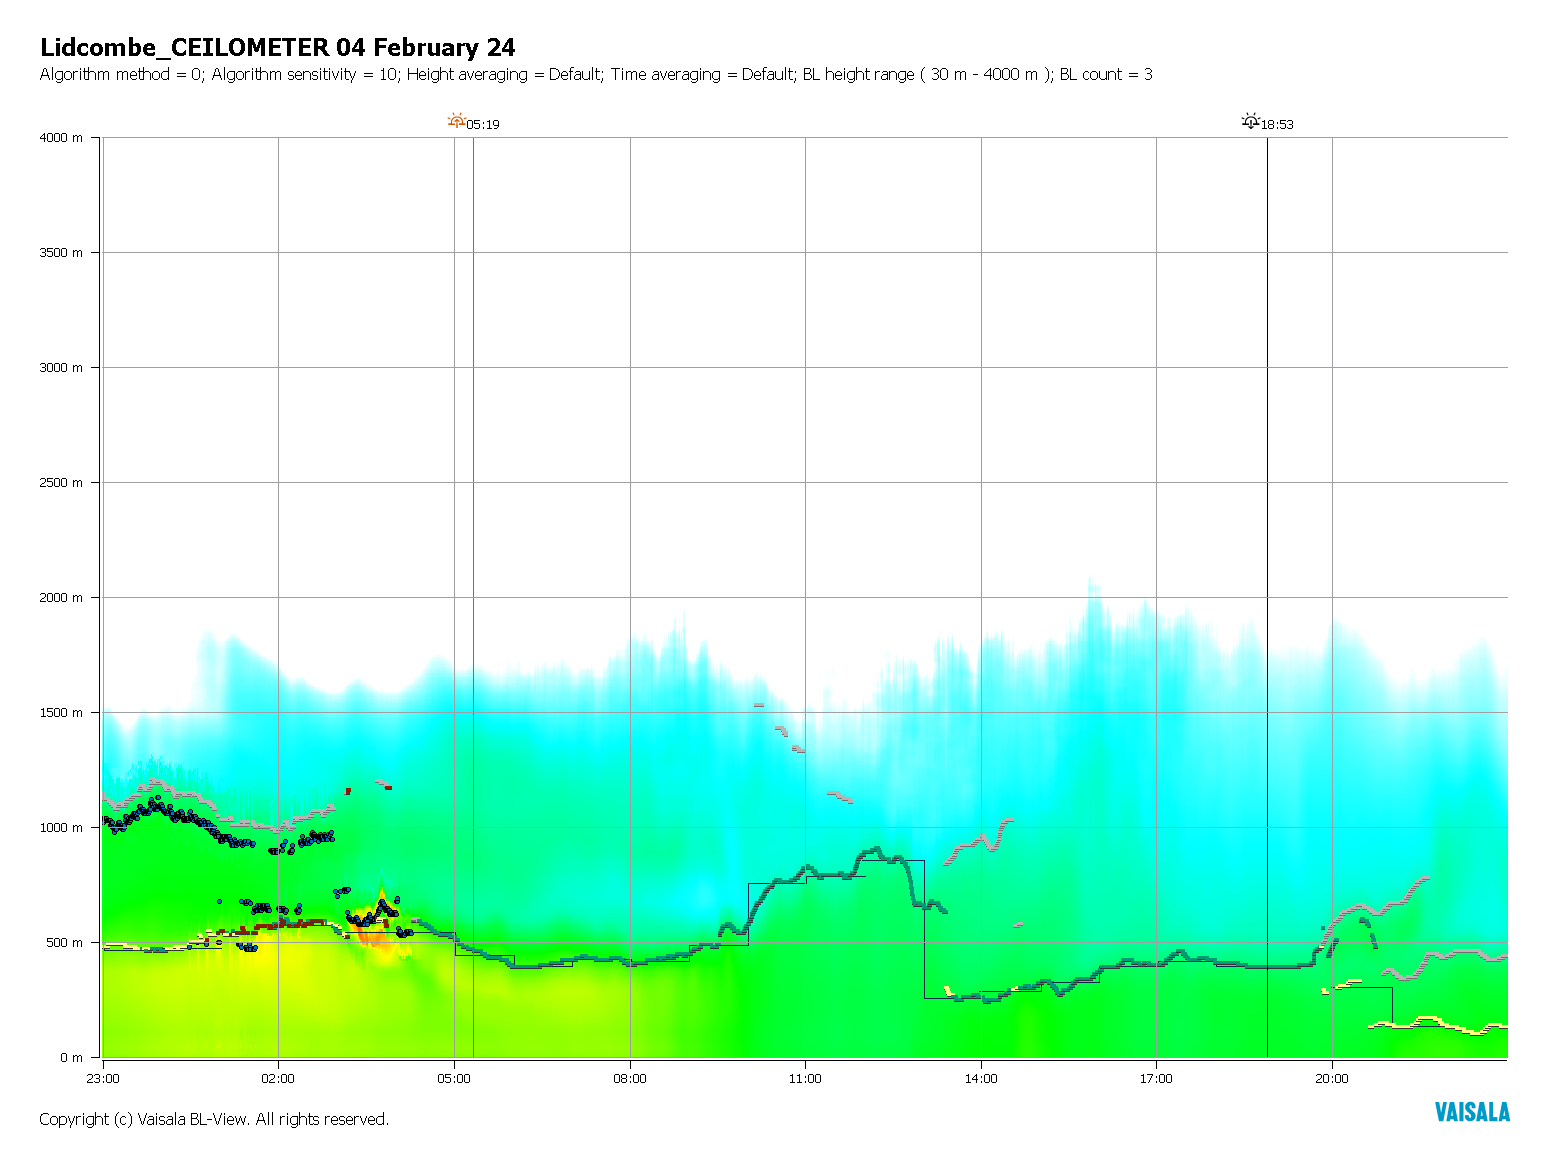 Lidcombe_CEILOMETER 04 February 24
Algorithm method = 0; Algorithm sensitivity = 10; Height averaging = Default; Time averaging = Default; BL height range ( 30 m - 4000 m ); BL count = 3
05:19
18:53
4000 m
3500 m
3000 m
2500 m
2000 m
1500 m
1000 m
500 m
0 m
23:00
02:00
05:00
08:00
11:00
14:00
17:00
20:00
Copyright (c) Vaisala BL-View. All rights reserved.
VAISALA